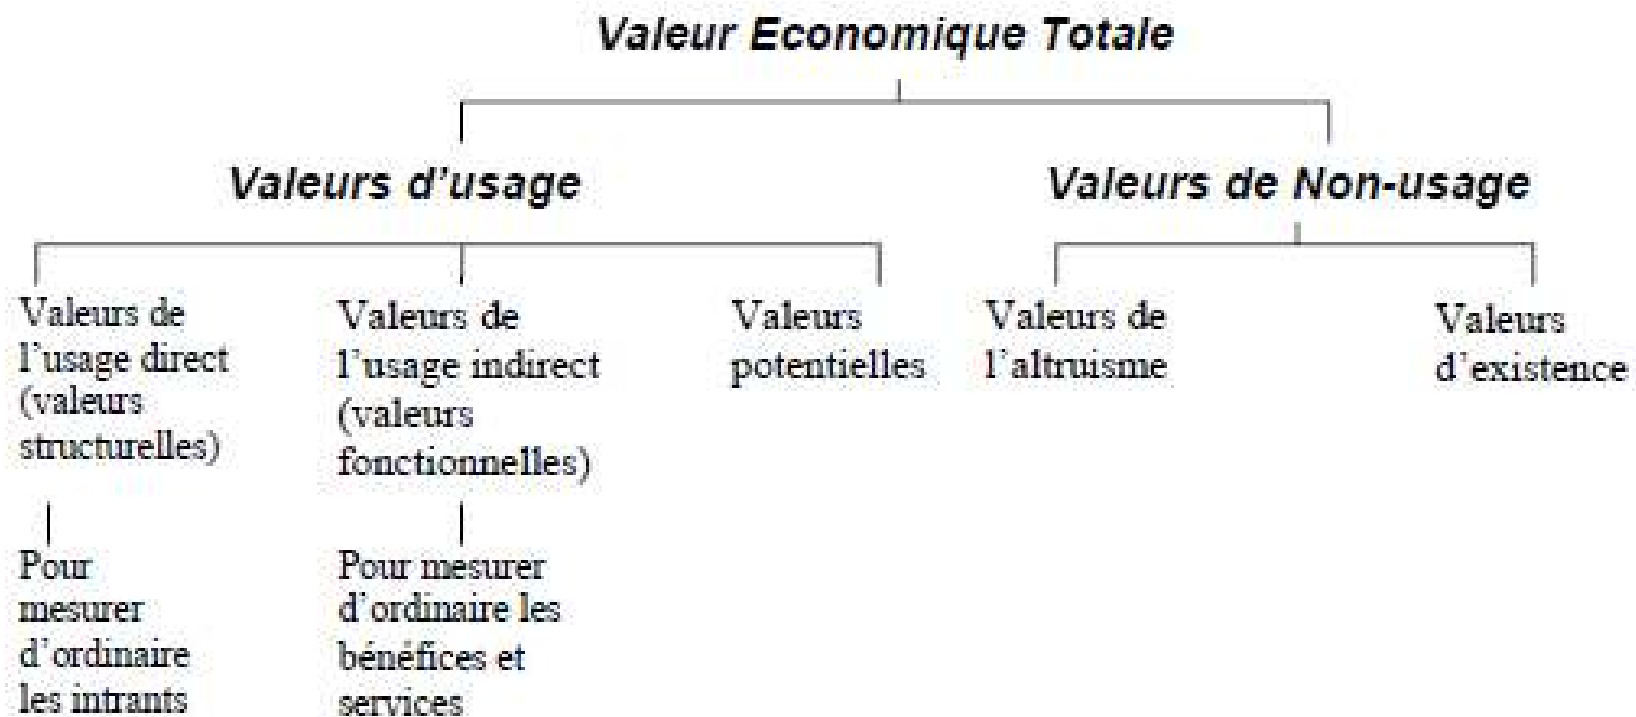 Valeur Economique Totale
Valeurs d'usage
Valeurs de Non-usage
Valeurs de
l'usage direct
(valeurs
structurelles)
Valeurs de
l'usage indirect
(valeurs
fonctionnelles)
Valeurs
potentielles
Valeurs de
l'altruisme
Valeurs
d'existence
Pour
mesurer
d'ordinaire
les intrants
Pour mesurer
d'ordinaire les
bénéfices et
services